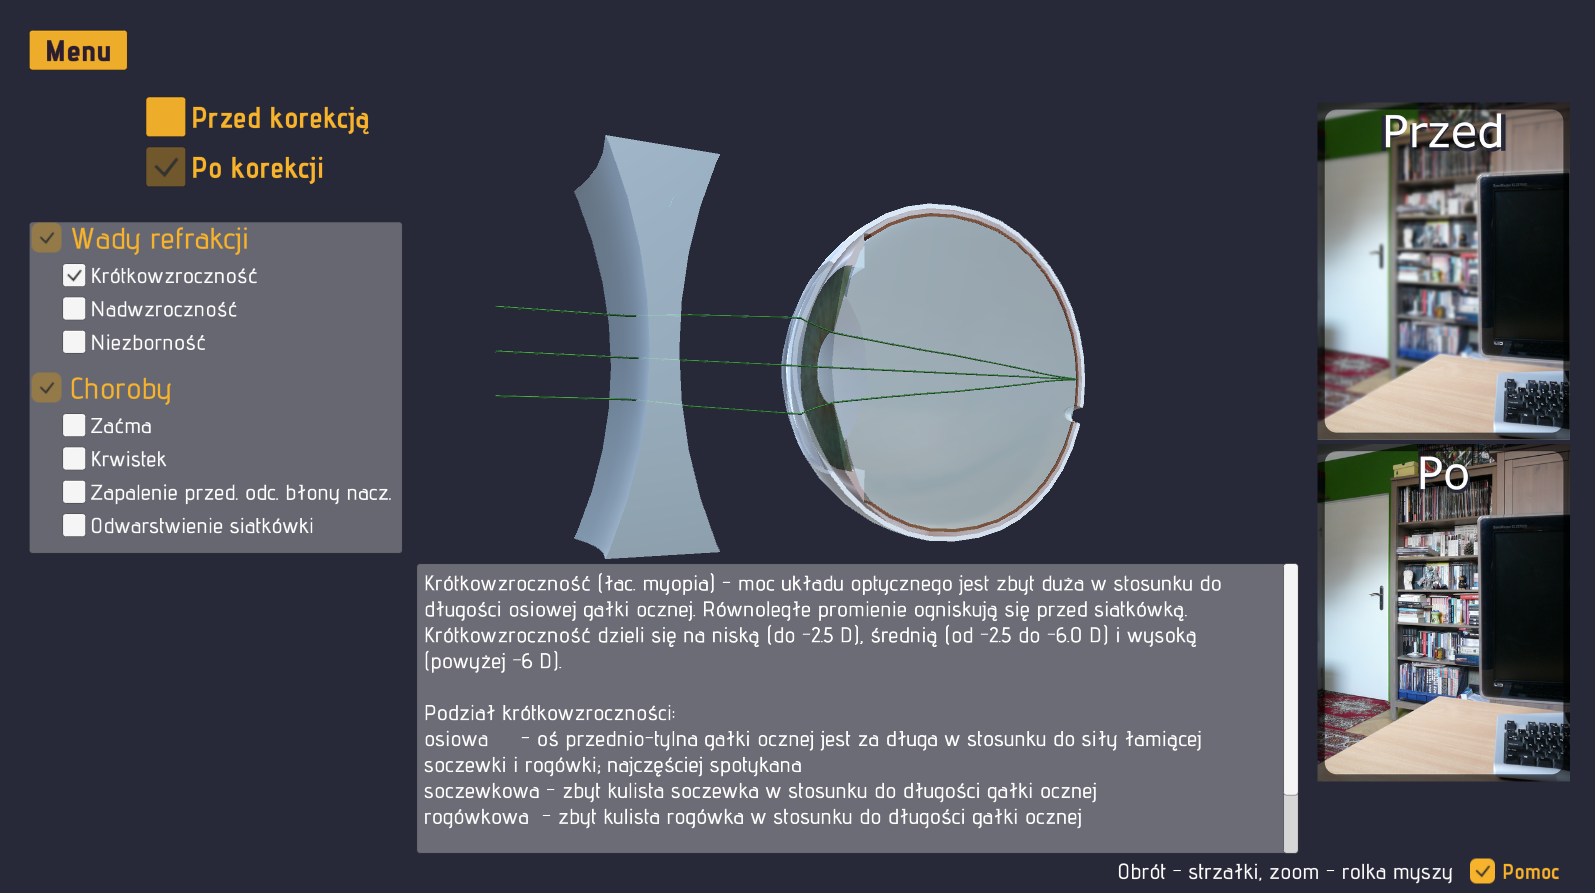 Menu
Przed korekcją
Po korekcji
Wady refrakcji
Krótkowzroczność
Nadwzroczność
Niezborność
Choroby
Zaćma
Krwistek
Zapalenie przed. odc. błony nacz.
Odwarstwienie siatkówki
Krótkowzroczność (łac. myopia) - moc układu optycznego jest zbyt duża w stosunku do
długości osiowej gałki ocznej. Równoległe promienie ogniskują się przed siatkówką.
Krótkowzroczność dzieli się na niską (do -2.5 D), średnią (od -2.5 do -6.0 D) i wysoką
(powyżej -6 D).
Podział krótkowzroczności:
osiowa - oś przednio-tylna gałki ocznej jest za długa w stosunku do siły łamiącej
soczewki i rogówki; najczęściej spotykana
soczewkowa - zbyt kulista soczewka w stosunku do długości gałki ocznej
rogówkowa - zbyt kulista rogówka w stosunku do długości gałki ocznej
Przed
Po
Obrót - strzałki, zoom - rolka myszy
Pomoc